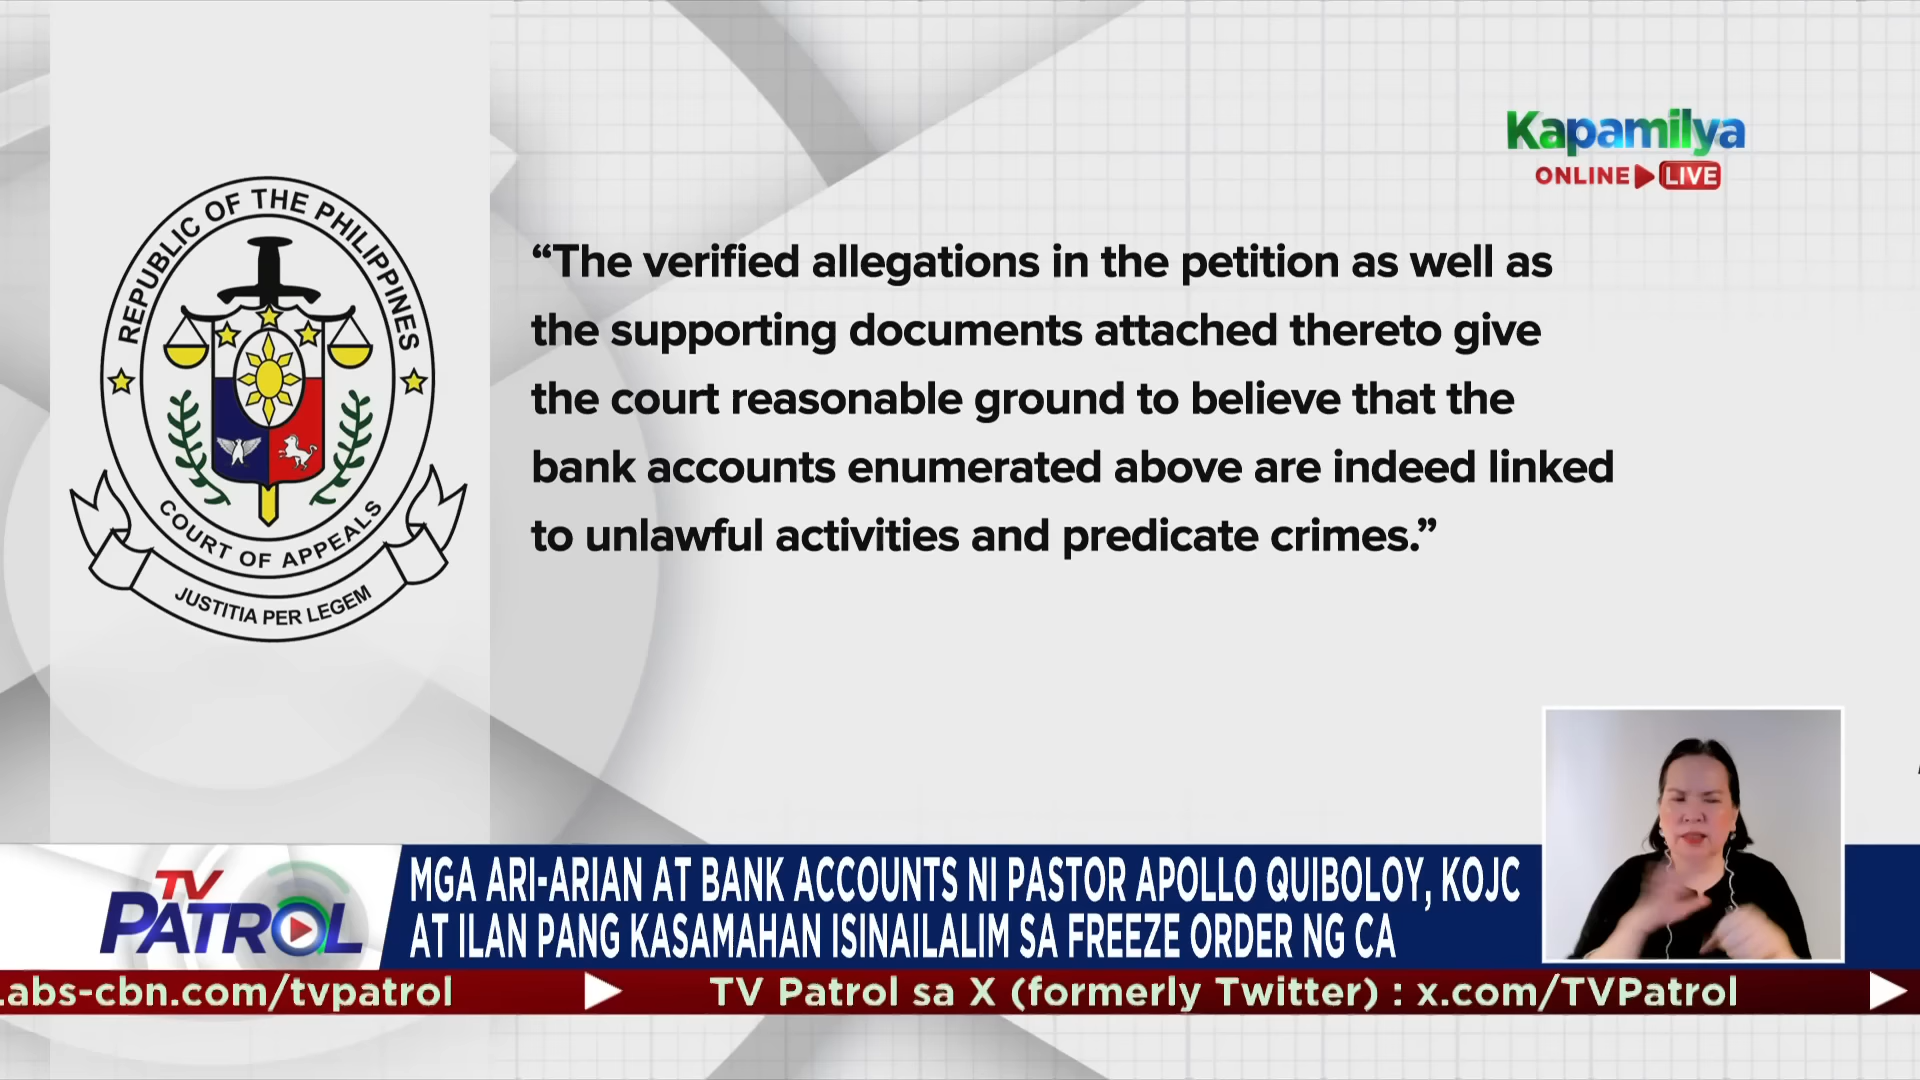 Kapamilya
ONLINE LIVE
REPUBLIC OF THE PHILIPPINES
COURT OF APPEALS
JUSTITIA PER LEGEM
“The verified allegations in the petition as well as
the supporting documents attached thereto give
the court reasonable ground to believe that the
bank accounts enumerated above are indeed linked
to unlawful activities and predicate crimes.”
TV
PATROL
MGA ARI-ARIAN AT BANK ACCOUNTS NI PASTOR APOLLO QUIBOLOY, KOJC
AT ILAN PANG KASAMAHAN ISINAILALIM SA FREEZE ORDER NG CA
.abs-cbn.com/tvpatrol TV Patrol sa X (formerly Twitter) : x.com/TVPatrol